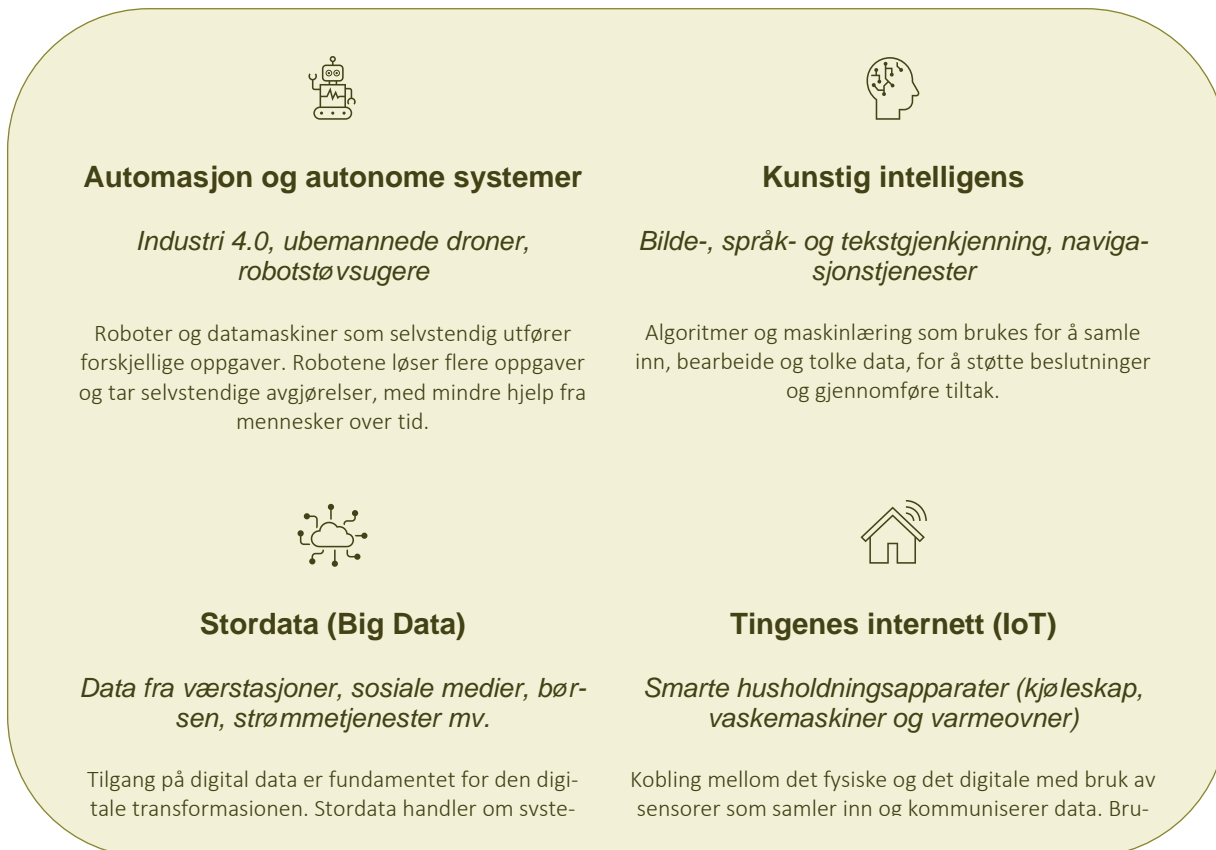 Automasjon og autonome systemer
Industri 4.0, ubemannede droner,
robotstøvsugere
Roboter og datamaskiner som selvstendig utfører
forskjellige oppgaver. Robotene løser flere oppgaver
og tar selvstendige avgjørelser, med mindre hjelp fra
mennesker over tid.
Kunstig intelligens
Bilde-, språk- og tekstgjenkjenning, naviga-
sjonstjenester
Algoritmer og maskinlæring som brukes for å samle
inn, bearbeide og tolke data, for å støtte beslutninger
og gjennomføre tiltak.
Stordata (Big Data)
Data fra værstasjoner, sosiale medier, bør-
sen, strømmetjenester mv.
Tilgang på digital data er fundamentet for den digi-
tale transformasionen. Stordata handler om syste-
Tingenes internett (IoT)
Smarte husholdningsapparater (kjøleskap,
vaskemaskiner og varmeovner)
Kobling mellom det fysiske og det digitale med bruk av
sensorer som samler inn og kommuniserer data. Bru-